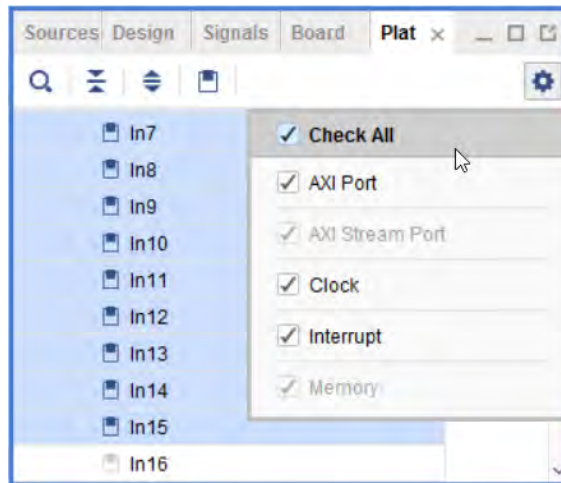 Sources Design Signals Board Plat
In7
In8
In9
In10
In11
In12
In13
In14
In15
In16
Check All
AXI Port
AXI Stream Port
Clock
Interrupt
Memory